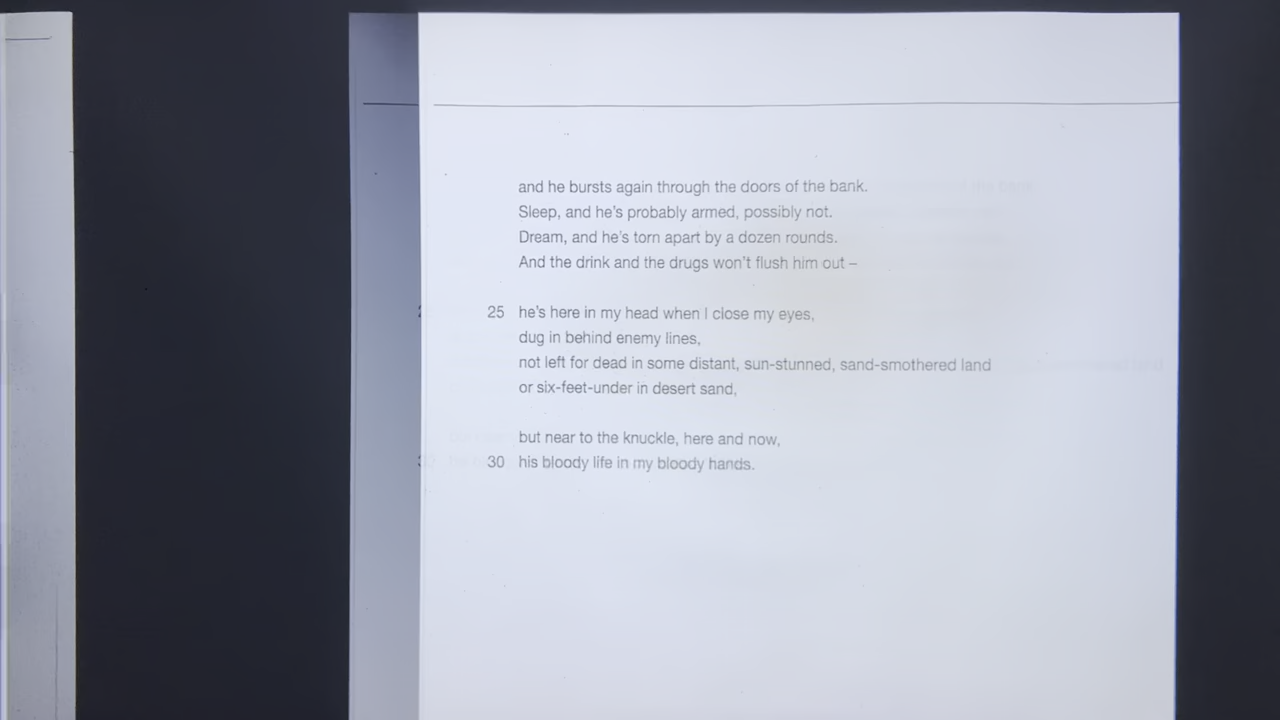 and he bursts again through the doors of the bank.
Sleep, and he's probably armed, possibly not.
Dream, and he's torn apart by a dozen rounds.
And the drink and the drugs won't flush him out –
25 he's here in my head when I close my eyes,
dug in behind enemy lines,
not left for dead in some distant, sun-stunned, sand-smothered land
or six-feet-under in desert sand,
but near to the knuckle, here and now,
30 his bloody life in my bloody hands.